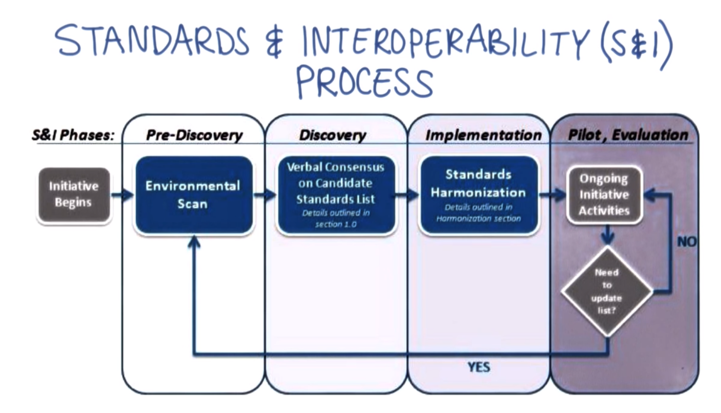 STANDARDS & INTEROPERABILITY (S&I)
PROCESS
S&I Phases:
Pre-Discovery
Discovery
Implementation
Pilot, Evaluation
Initiative
Begins
Environmental
Scan
Verbal Consensus
on Candidate
Standards List
Details outlined in
section 1.0
Standards
Harmonization
Details outlined in
Harmonization section
Ongoing
Initiative
Activities
NO
Need
to
update
list?
YES